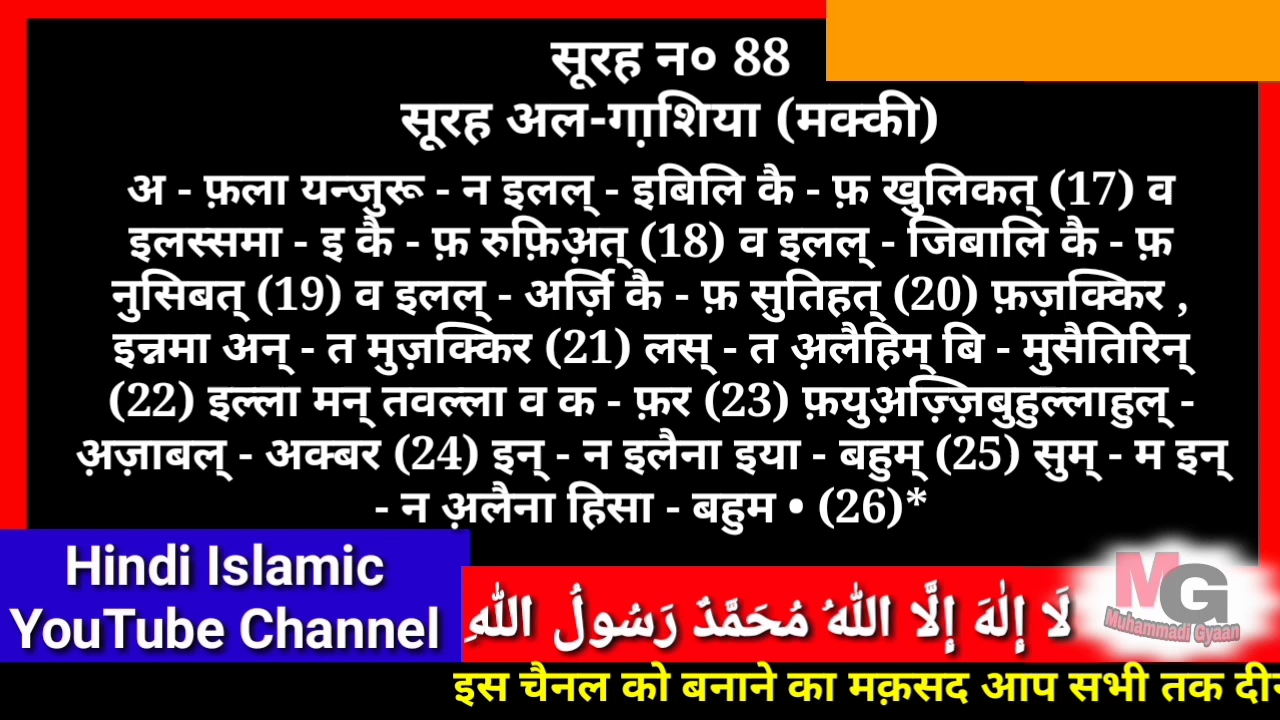 सूरह न० 88
सूरह अल-गा़शिया (मक्की)
अ - फ़ला यन्ज़ुरू - न इलल् - इबिलि कै - फ़ खुलिकत् (17) व
इलस्समा - इ कै - फ़ रुफ़िअ़त् (18) व इलल् - जिबालि कै - फ़
नुसिबत् (19) व इलल् - अर्ज़ि कै - फ़ सुतिहत् (20) फ़ज़क्किर ,
इन्नमा अन् - त मुज़क्किर (21) लस् - त अ़लैहिम् बि - मुसैतिरिन्
(22) इल्ला मन् तवल्ला व क - फ़र (23) फ़युअ़ज़्ज़िबुहुल्लाहुल् -
अ़ज़ाबल् - अक्बर (24) इन् - न इलैना इया - बहुम् (25) सुम् - म इन्
- न अ़लैना हिसा - बहुम • (26)*
Hindi Islamic
YouTube Channel
لَا إِلٰهَ إِلَّا اللهُ مُحَمَّدٌ رَسُولُ اللهِ
MG
Muhammadi Gyaan
इस चैनल को बनाने का मक़सद आप सभी तक